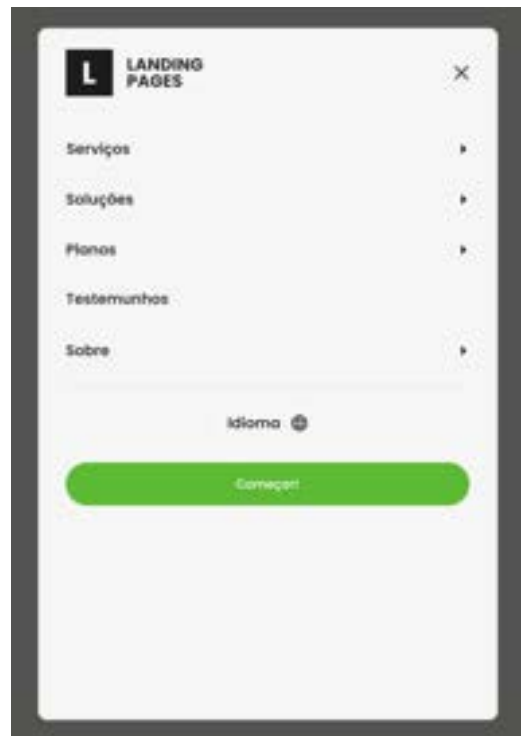 L
LANDING
PAGES
Serviços
Soluções
Planos
Testemunhos
Sobre
Idioma
Começar!